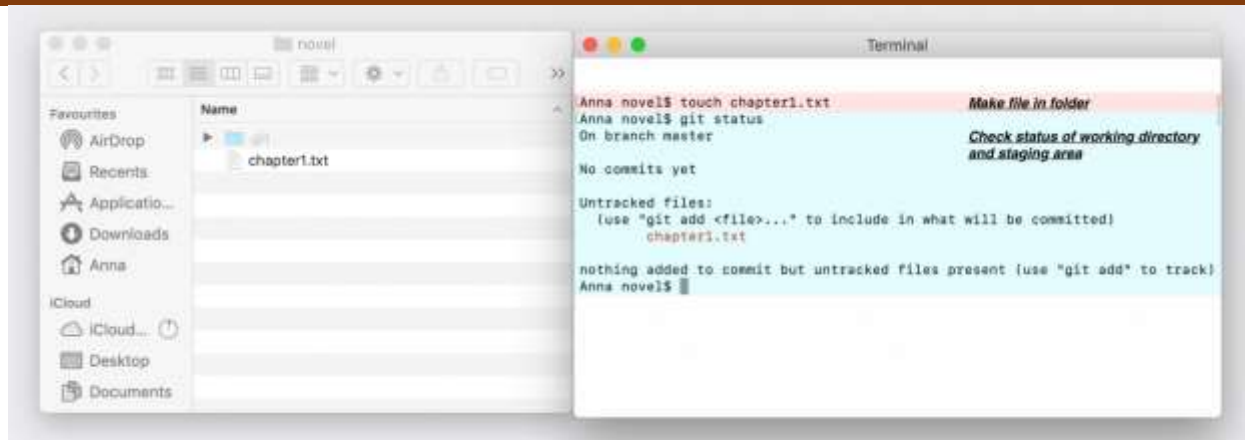 novel
Favourites
AirDrop
Recents
Applicatio...
Downloads
Anna
iCloud
iCloud...
Desktop
Documents
Name
chapter1.txt
Terminal
Anna novel$ touch chapter1.txt
Make file in folder
Anna novel$ git status
On branch master
Check status of working directory
and staging area
No commits yet
Untracked files:
(use "git add <file>..." to include in what will be committed)
chapter1.txt
nothing added to commit but untracked files present (use "git add" to track)
Anna novel$